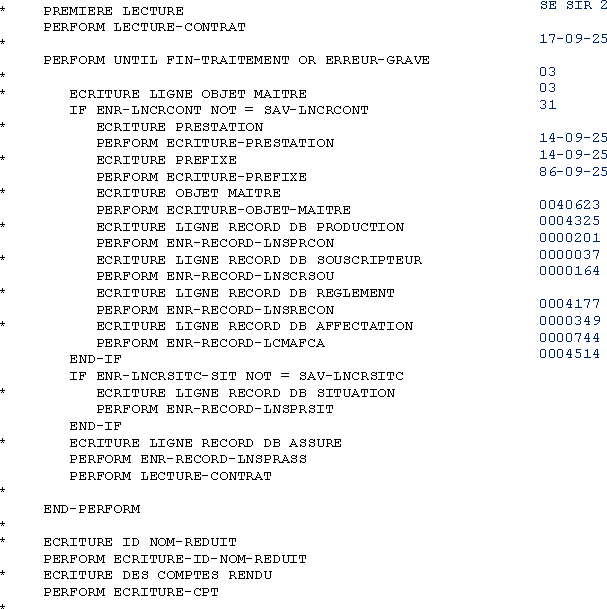 * PREMIERE LECTURE
PERFORM LECTURE-CONTRAT
*
PERFORM UNTIL FIN-TRAITEMENT OR ERREUR-GRAVE
*
* ECRITURE LIGNE OBJET MAITRE
IF ENR-LNCRCONT NOT = SAV-LNCRCONT
* ECRITURE PRESTATION
PERFORM ECRITURE-PRESTATION
* ECRITURE PREFIXE
PERFORM ECRITURE-PREFIXE
* ECRITURE OBJET MAITRE
PERFORM ECRITURE-OBJET-MAITRE
* ECRITURE LIGNE RECORD DB PRODUCTION
PERFORM ENR-RECORD-LNSPRCON
* ECRITURE LIGNE RECORD DB SOUSCRIPTEUR
PERFORM ENR-RECORD-LNSCRSOU
* ECRITURE LIGNE RECORD DB REGLEMENT
PERFORM ENR-RECORD-LNSRECON
* ECRITURE LIGNE RECORD DB AFFECTATION
PERFORM ENR-RECORD-LCMAFCA
END-IF
IF ENR-LNCRSITC-SIT NOT = SAV-LNCRSITC
* ECRITURE LIGNE RECORD DB SITUATION
PERFORM ENR-RECORD-LNSPRSIT
END-IF
* ECRITURE LIGNE RECORD DB ASSURE
PERFORM ENR-RECORD-LNSPRASS
PERFORM LECTURE-CONTRAT
*
END-PERFORM
*
* ECRITURE ID NOM-REDUIT
PERFORM ECRITURE-ID-NOM-REDUIT
* ECRITURE DES COMPTES RENDU
PERFORM ECRITURE-CPT
*
SE SIR 2
17-09-25
03
03
31
14-09-25
14-09-25
86-09-25
0040623
0004325
0000201
0000037
0000164
0004177
0000349
0000744
0004514